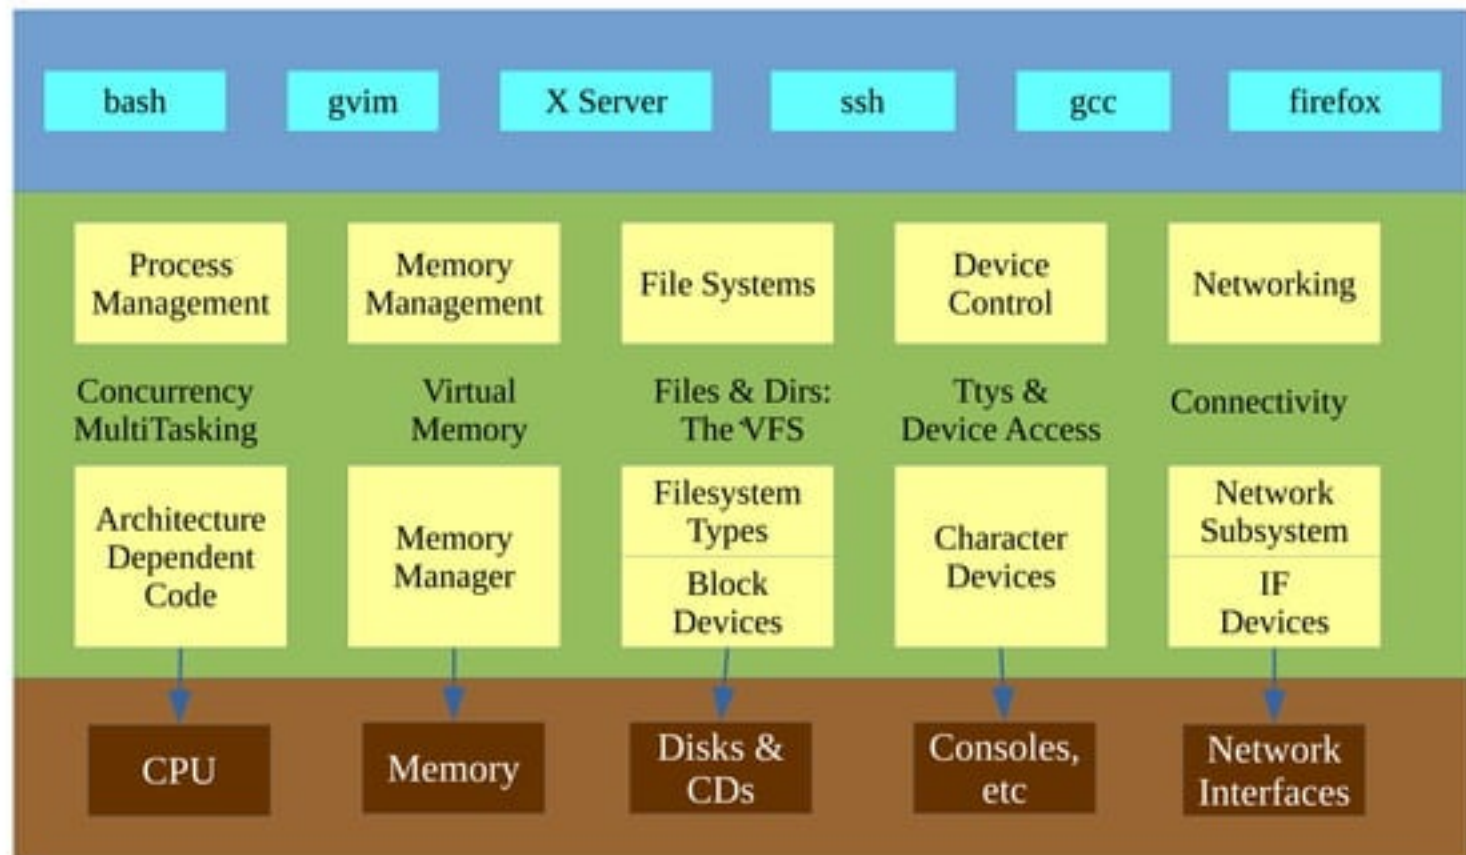 bash
gvim
X Server
ssh
gcc
firefox
Process
Management
Memory
Management
File Systems
Device
Control
Networking
Concurrency
MultiTasking
Virtual
Memory
Files & Dirs:
The VFS
Ttys &
Device Access
Connectivity
Architecture
Dependent
Code
Memory
Manager
Filesystem
Types
Block
Devices
Character
Devices
Network
Subsystem
IF
Devices
CPU
Memory
Disks &
CDs
Consoles,
etc
Network
Interfaces